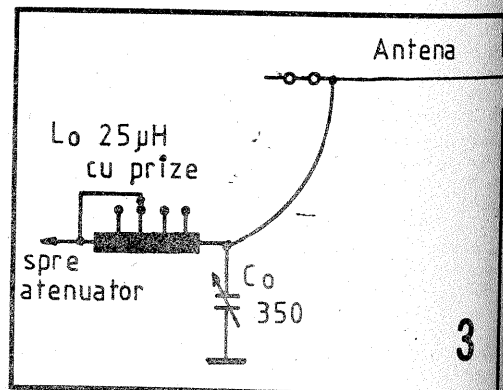 Antena
Lo 25µH
cu prize
spre
atenuator
Co
350
3